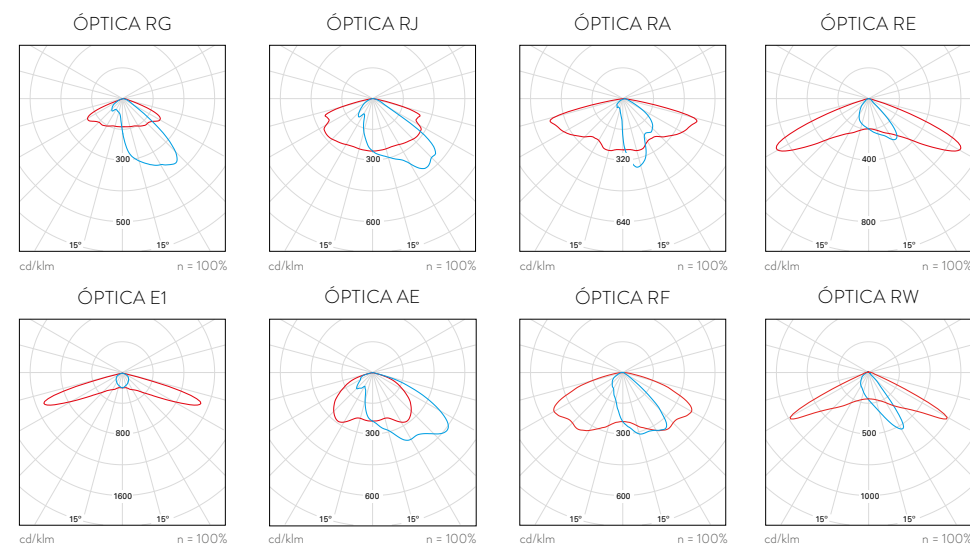 ÓPTICA RG
300
500
15° 15°
cd/klm n = 100%
ÓPTICA RJ
300
600
15° 15°
cd/klm n = 100%
ÓPTICA RA
320
640
15° 15°
cd/klm n = 100%
ÓPTICA RE
400
800
15° 15°
cd/klm n = 100%
ÓPTICA E1
800
1600
15° 15°
cd/klm n = 100%
ÓPTICA AE
300
600
15° 15°
cd/klm n = 100%
ÓPTICA RF
300
600
15° 15°
cd/klm n = 100%
ÓPTICA RW
500
1000
15° 15°
cd/klm n = 100%